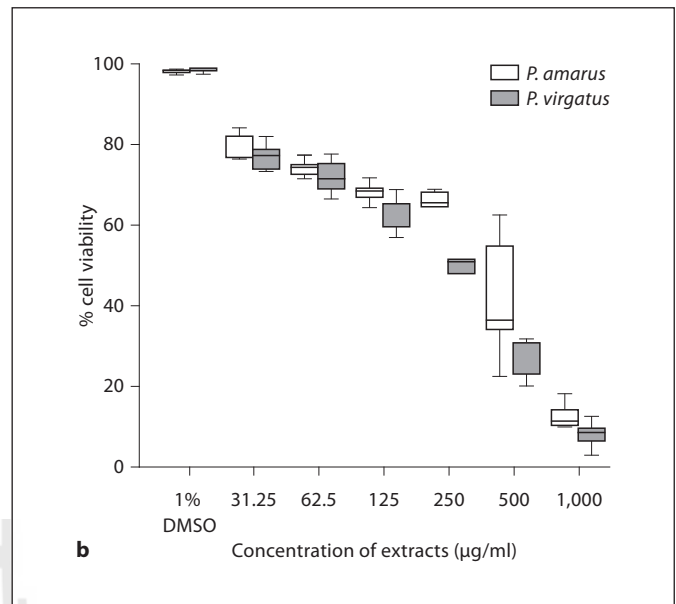 100
80
60
40
20
0
% cell viability
P. amarus
P. virgatus
1% DMSO
31.25
62.5
125
250
500
1,000
b
Concentration of extracts (µg/ml)